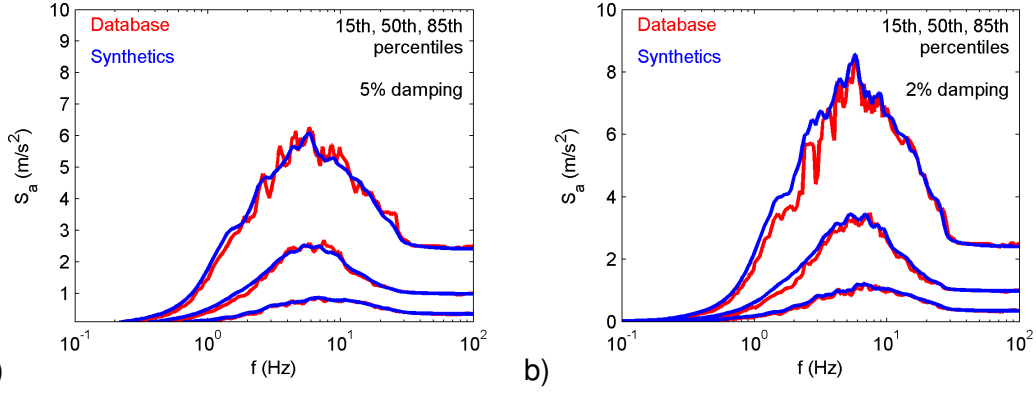 10
9
8
7
6
5
4
3
2
1
S_a (m/s^2)
Database
Synthetics
15th, 50th, 85th
percentiles
5% damping
10^-1
10^0
10^1
10^2
f (Hz)
)
10
8
6
4
2
0
S_a (m/s^2)
Database
Synthetics
15th, 50th, 85th
percentiles
2% damping
10^-1
10^0
10^1
10^2
f (Hz)
b)